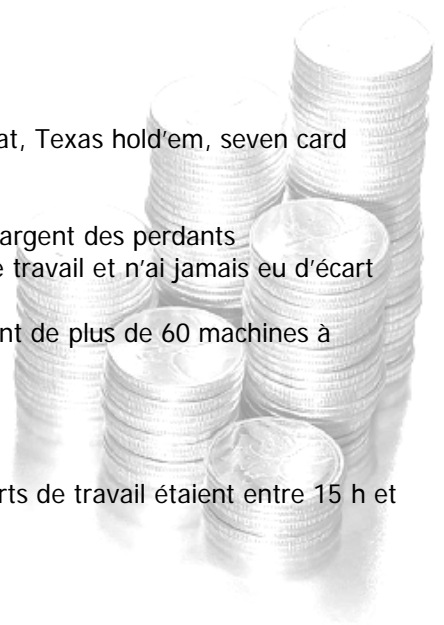 at, Texas hold'em, seven card
argent des perdants
travail et n'ai jamais eu d'écart
nt de plus de 60 machines à
rts de travail étaient entre 15 h et